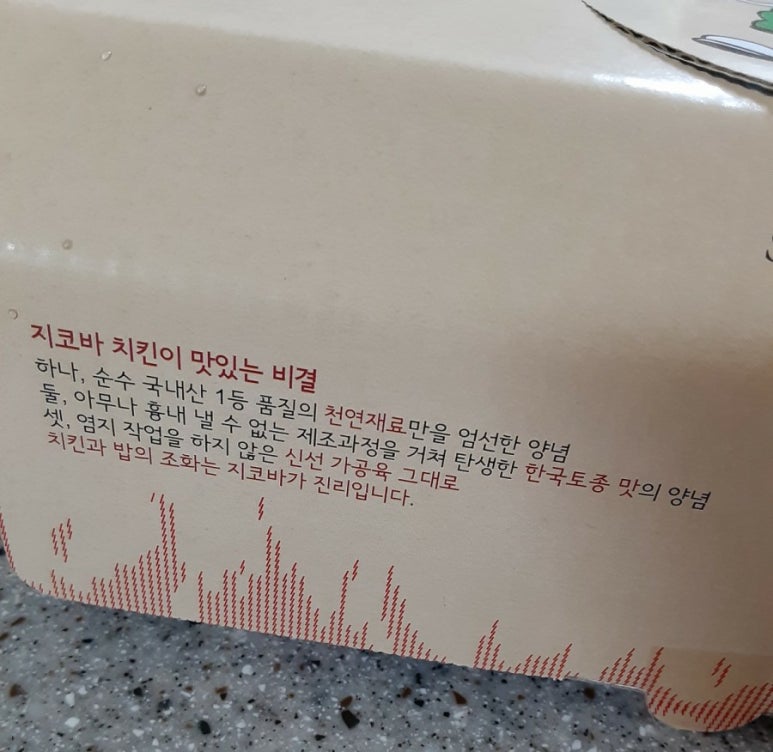 지코바 치킨이 맛있는 비결
하나, 순수 국내산 1등 품질의 천연재료만을 엄선한 양념
둘, 아무나 흉내 낼 수 없는 제조과정을 거쳐 탄생한 한국토종 맛의 양념
셋, 염지 작업을 하지 않은 신선 가공육 그대로
치킨과 밥의 조화는 지코바가 진리입니다.